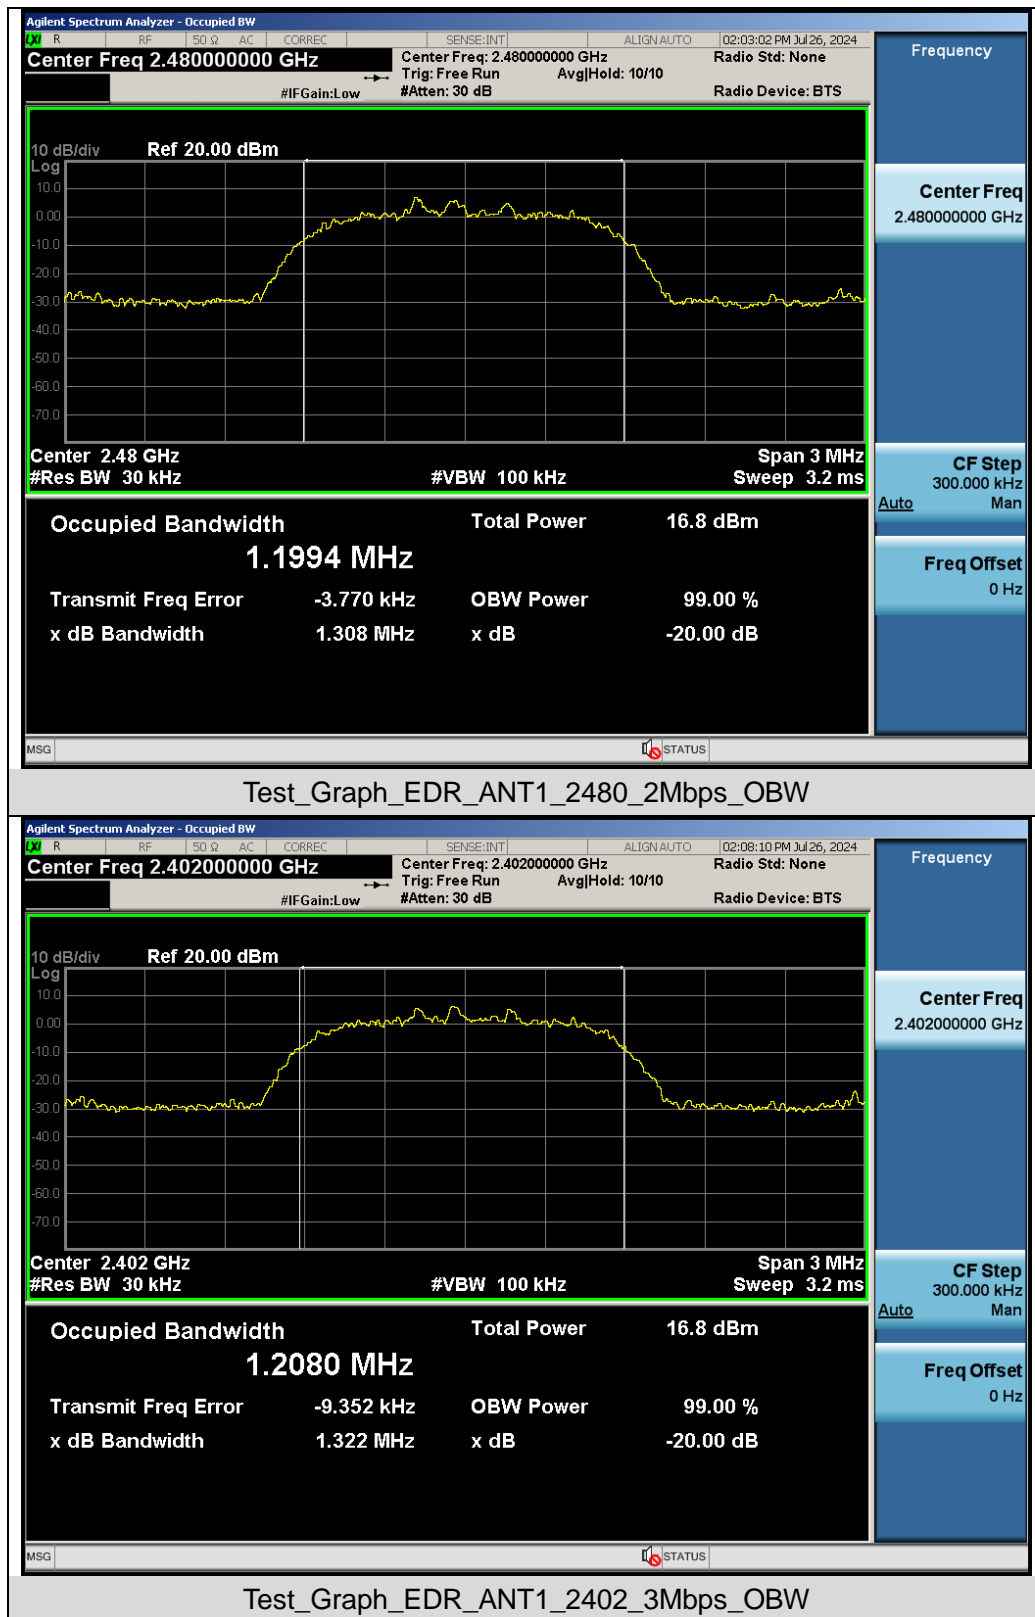 Agilent Spectrum Analyzer - Occupied BW
LXI R RF 50 Ω AC CORREC SENSE:INT ALIGN AUTO 02:03:02 PM Jul 26, 2024
Center Freq 2.480000000 GHz
Center Freq: 2.480000000 GHz
Radio Std: None
Trig: Free Run Avg|Hold: 10/10
#IFGain:Low #Atten: 30 dB
Radio Device: BTS
Frequency
10 dB/div Ref 20.00 dBm
Log
10.0
0.00
-10.0
-20.0
-30.0
-40.0
-50.0
-60.0
-70.0
Center 2.48 GHz Span 3 MHz
#Res BW 30 kHz #VBW 100 kHz Sweep 3.2 ms
Center Freq
2.480000000 GHz
CF Step
300.000 kHz
Auto Man
Freq Offset
0 Hz
Occupied Bandwidth Total Power 16.8 dBm
1.1994 MHz
Transmit Freq Error -3.770 kHz OBW Power 99.00 %
x dB Bandwidth 1.308 MHz x dB -20.00 dB
MSG STATUS
Test_Graph_EDR_ANT1_2480_2Mbps_OBW
Agilent Spectrum Analyzer - Occupied BW
LXI R RF 50 Ω AC CORREC SENSE:INT ALIGN AUTO 02:08:10 PM Jul 26, 2024
Center Freq 2.402000000 GHz
Center Freq: 2.402000000 GHz
Radio Std: None
Trig: Free Run Avg|Hold: 10/10
#IFGain:Low #Atten: 30 dB
Radio Device: BTS
Frequency
10 dB/div Ref 20.00 dBm
Log
10.0
0.00
-10.0
-20.0
-30.0
-40.0
-50.0
-60.0
-70.0
Center 2.402 GHz Span 3 MHz
#Res BW 30 kHz #VBW 100 kHz Sweep 3.2 ms
Center Freq
2.402000000 GHz
CF Step
300.000 kHz
Auto Man
Freq Offset
0 Hz
Occupied Bandwidth Total Power 16.8 dBm
1.2080 MHz
Transmit Freq Error -9.352 kHz OBW Power 99.00 %
x dB Bandwidth 1.322 MHz x dB -20.00 dB
MSG STATUS
Test_Graph_EDR_ANT1_2402_3Mbps_OBW